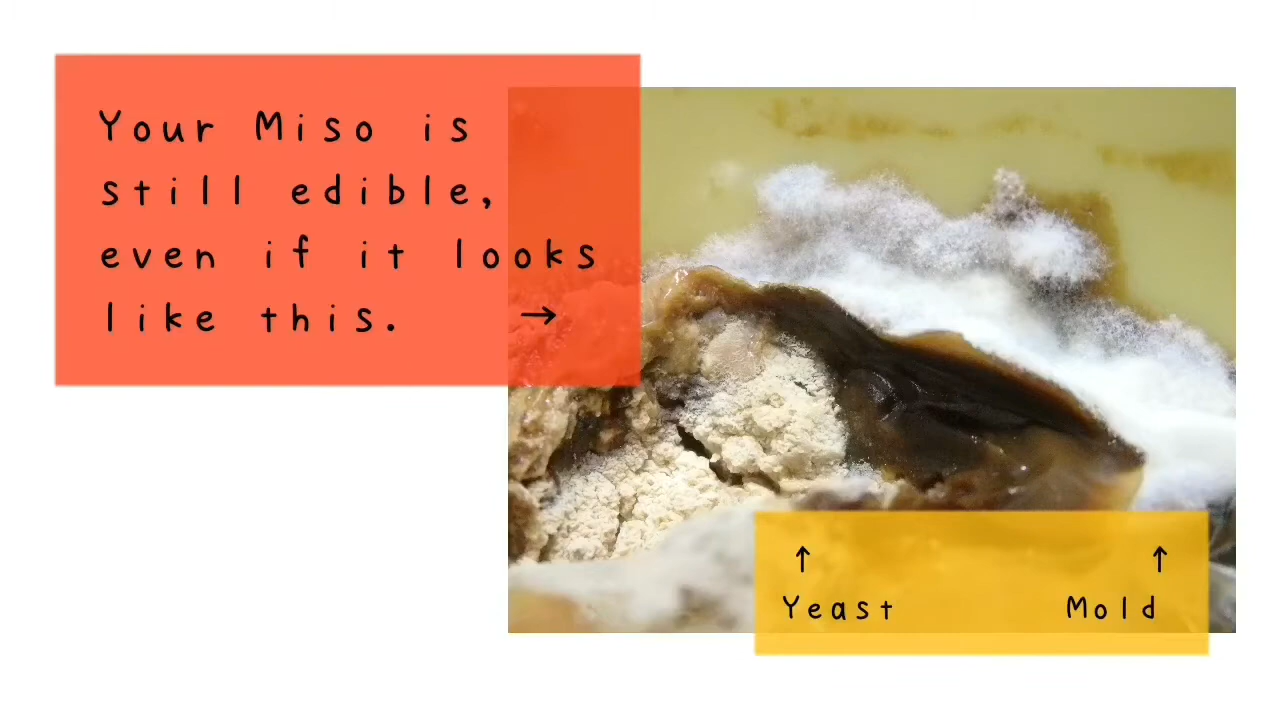 Your Miso is
still edible,
even if it looks
like this. →
↑ ↑
Yeast Mold